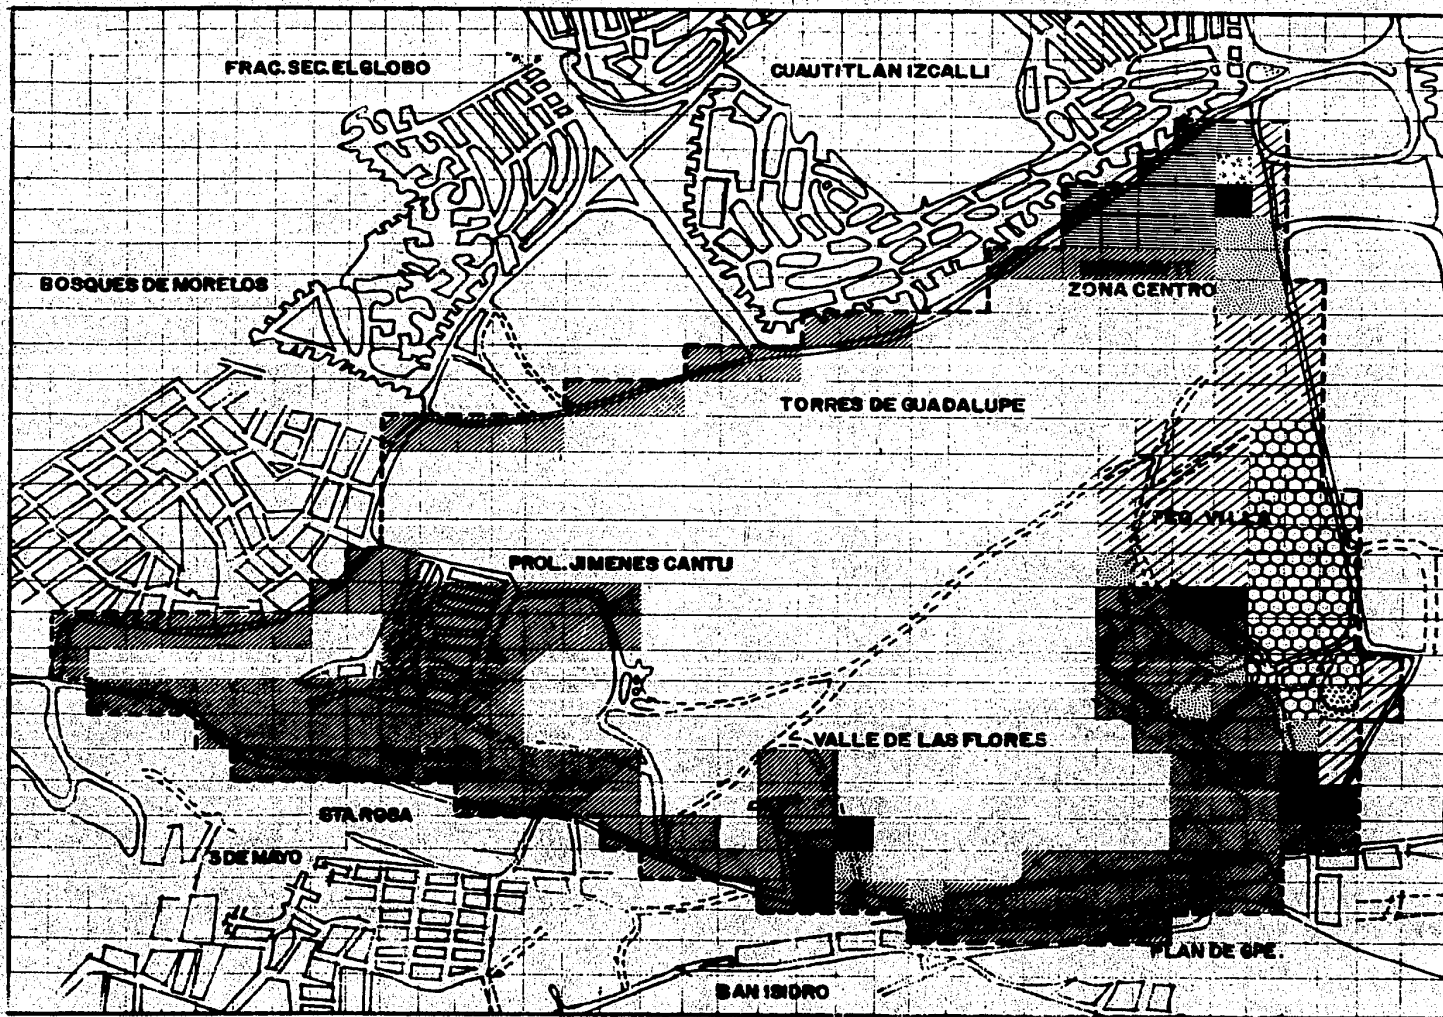 FRAC. SEC. EL GLOBO
CUAUTITLAN IZCALLI
BOSQUES DE MORELOS
ZONA CENTRO
TORRES DE GUADALUPE
PROL. JIMENES CANTU
VALLE DE LAS FLORES
STA ROSA
5 DE MAYO
PLAN DE GPE.
SAN ISIDRO